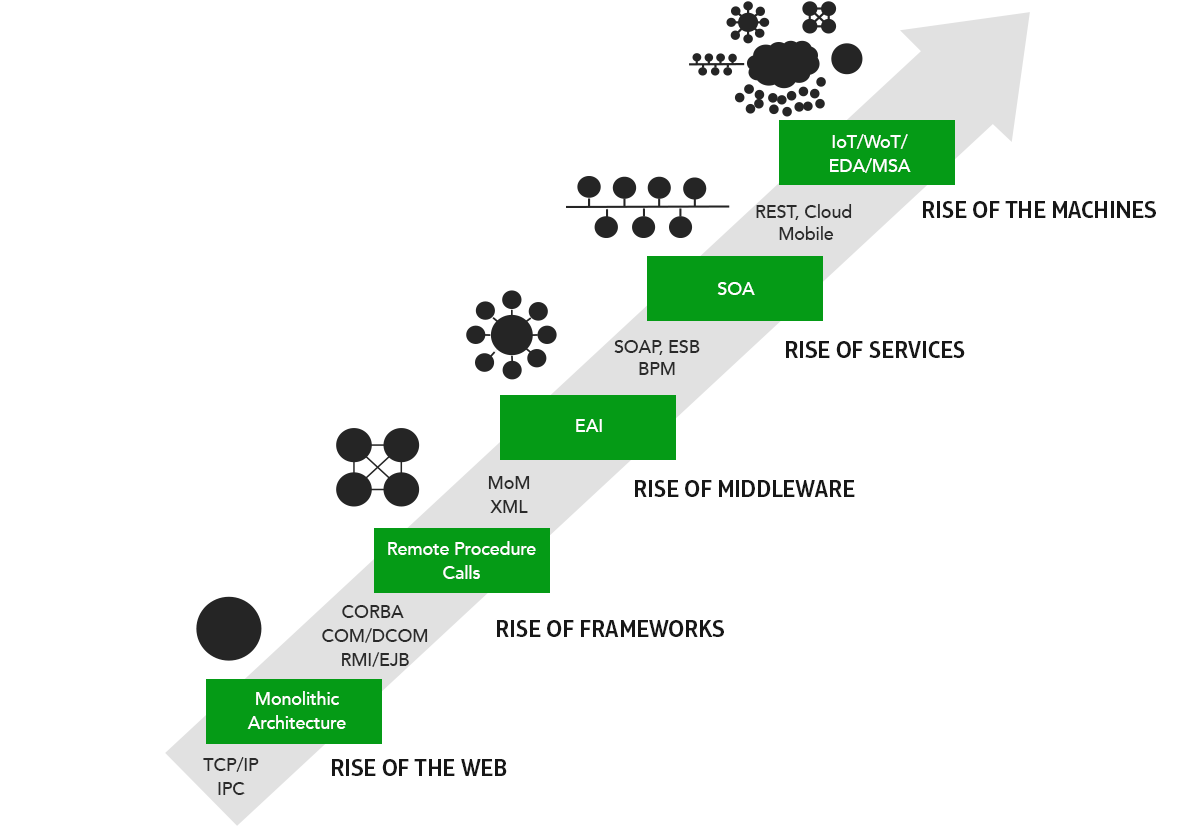 IoT/WoT/
EDA/MSA
RISE OF THE MACHINES
REST, Cloud
Mobile
SOA
RISE OF SERVICES
SOAP, ESB
BPM
EAI
RISE OF MIDDLEWARE
MoM
XML
Remote Procedure
Calls
RISE OF FRAMEWORKS
CORBA
COM/DCOM
RMI/EJB
Monolithic
Architecture
RISE OF THE WEB
TCP/IP
IPC